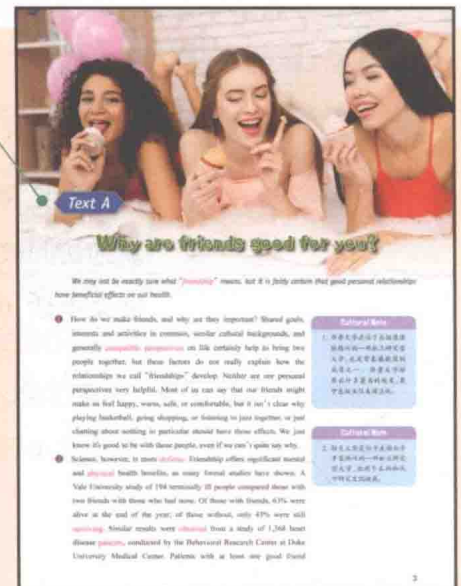 Text A
Why are friends good for you?
We may not be exactly sure what "friendship" means, but it is fairly certain that good personal relationships
have beneficial effects on our health.
How do we make friends, and why are they important? Shared goals,
interests and activities in common, similar cultural backgrounds, and
generally compatible perspectives on life certainly help to bring two
people together, but these factors do not really explain how the
relationships we call "friendships" develop. Neither are our personal
perspectives very helpful. Most of us can say that our friends might
make us feel happy, warm, safe, or comfortable, but it isn't clear why
playing basketball, going shopping, or listening to jazz together, or just
chatting about nothing in particular should have those effects. We just
know it's good to be with those people, even if we can't quite say why.
Science, however, is more definite. Friendship offers significant mental
and physical health benefits, as many formal studies have shown. A
Yale University study of 194 terminally ill people compared those with
two friends with those who had none. Of those with friends, 63% were
alive at the end of the year; of those without, only 43% were still
surviving. Similar results were obtained from a study of 1,368 heart
disease patients, conducted by the Behavioral Research Center at Duke
University Medical Center. Patients with at least one good friend
Cultural Note
Cultural Note
3